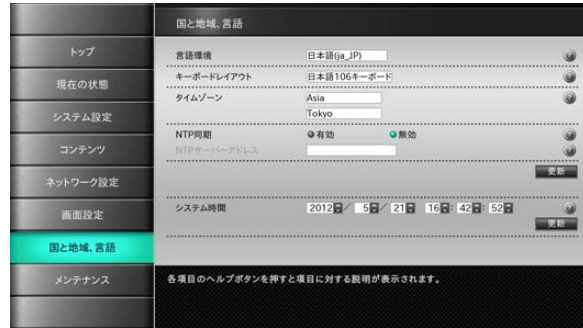 国と地域、言語
トップ
現在の状態
システム設定
コンテンツ
ネットワーク設定
画面設定
国と地域、言語
メンテナンス
言語環境 日本語(ja_JP)
キーボードレイアウト 日本語106キーボード
タイムゾーン Asia
Tokyo
NTP同期 有効 無効
NTPサーバーアドレス
更新
システム時間 2012 / 5 / 21 16 : 42 : 52
更新
各項目のヘルプボタンを押すと項目に対する説明が表示されます。